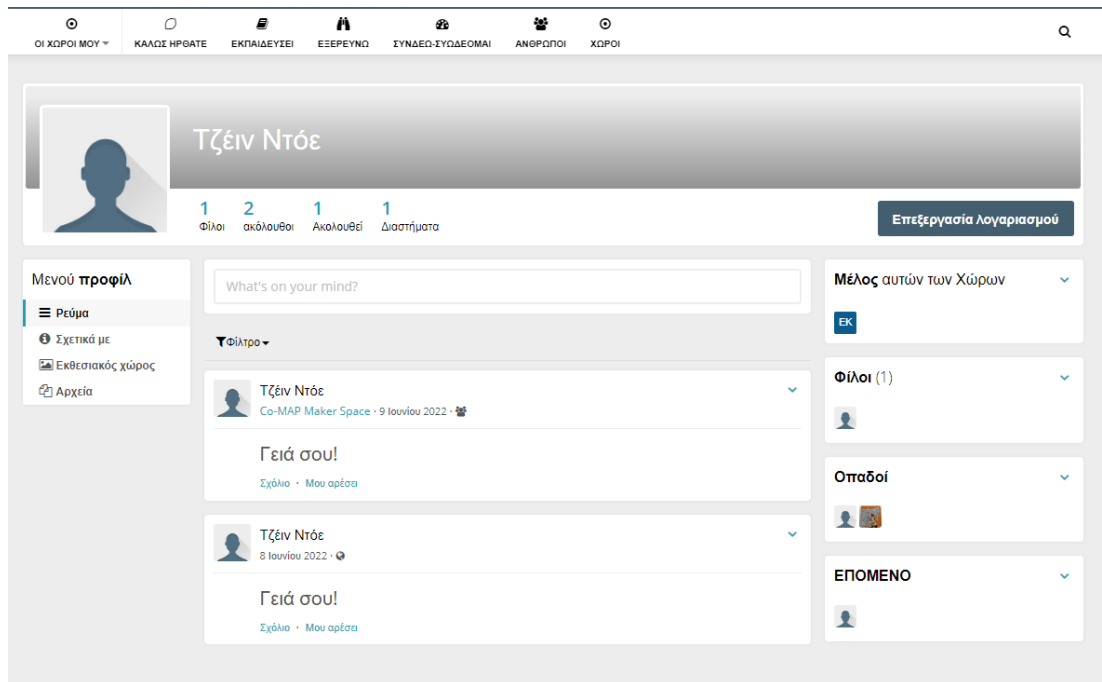 ΟΙ ΧΩΡΟΙ ΜΟΥ
ΚΑΛΩΣ ΗΡΘΑΤΕ
ΕΚΠΑΙΔΕΥΣΕΙ
ΕΞΕΡΕΥΝΩ
ΣΥΝΔΕΩ-ΣΥΩΔΕΟΜΑΙ
ΑΝΘΡΩΠΟΙ
ΧΩΡΟΙ
Τζέιν Ντόε
1 2 1 1
Φίλοι ακόλουθοι Ακολουθεί Διαστήματα
Επεξεργασία λογαριασμού
Μενού προφίλ
Ρεύμα
Σχετικά με
Εκθεσιακός χώρος
Αρχεία
What's on your mind?
Φίλτρο
Τζέιν Ντόε
Co-MAP Maker Space · 9 Ιουνίου 2022 ·
Γειά σου!
Σχόλιο · Μου αρέσει
Τζέιν Ντόε
8 Ιουνίου 2022 ·
Γειά σου!
Σχόλιο · Μου αρέσει
Μέλος αυτών των Χώρων
EK
Φίλοι (1)
Οπαδοί
ΕΠΟΜΕΝΟ